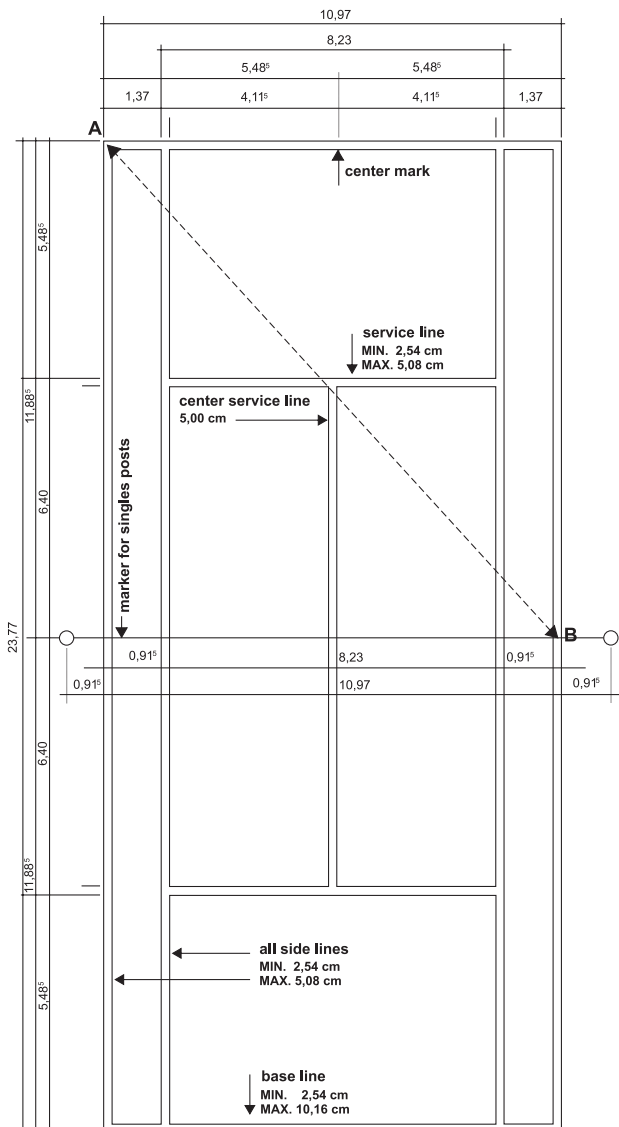 10,97
8,23
5,48⁵ 5,48⁵
1,37 4,11⁵ 4,11⁵ 1,37
A
center mark
5,48⁵
service line
MIN. 2,54 cm
MAX. 5,08 cm
11,88⁵
center service line
5,00 cm
marker for singles posts
6,40
23,77
B
0,91⁵ 8,23 0,91⁵
0,91⁵ 10,97 0,91⁵
6,40
11,88⁵
all side lines
MIN. 2,54 cm
MAX. 5,08 cm
5,48⁵
base line
MIN. 2,54 cm
MAX. 10,16 cm